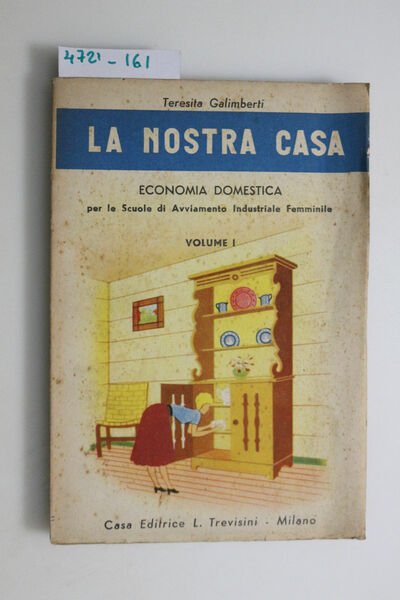 4721 - 161
Teresita Galimberti
LA NOSTRA CASA
ECONOMIA DOMESTICA
per le Scuole di Avviamento Industriale Femminile
VOLUME I
Casa Editrice L. Trevisini - Milano